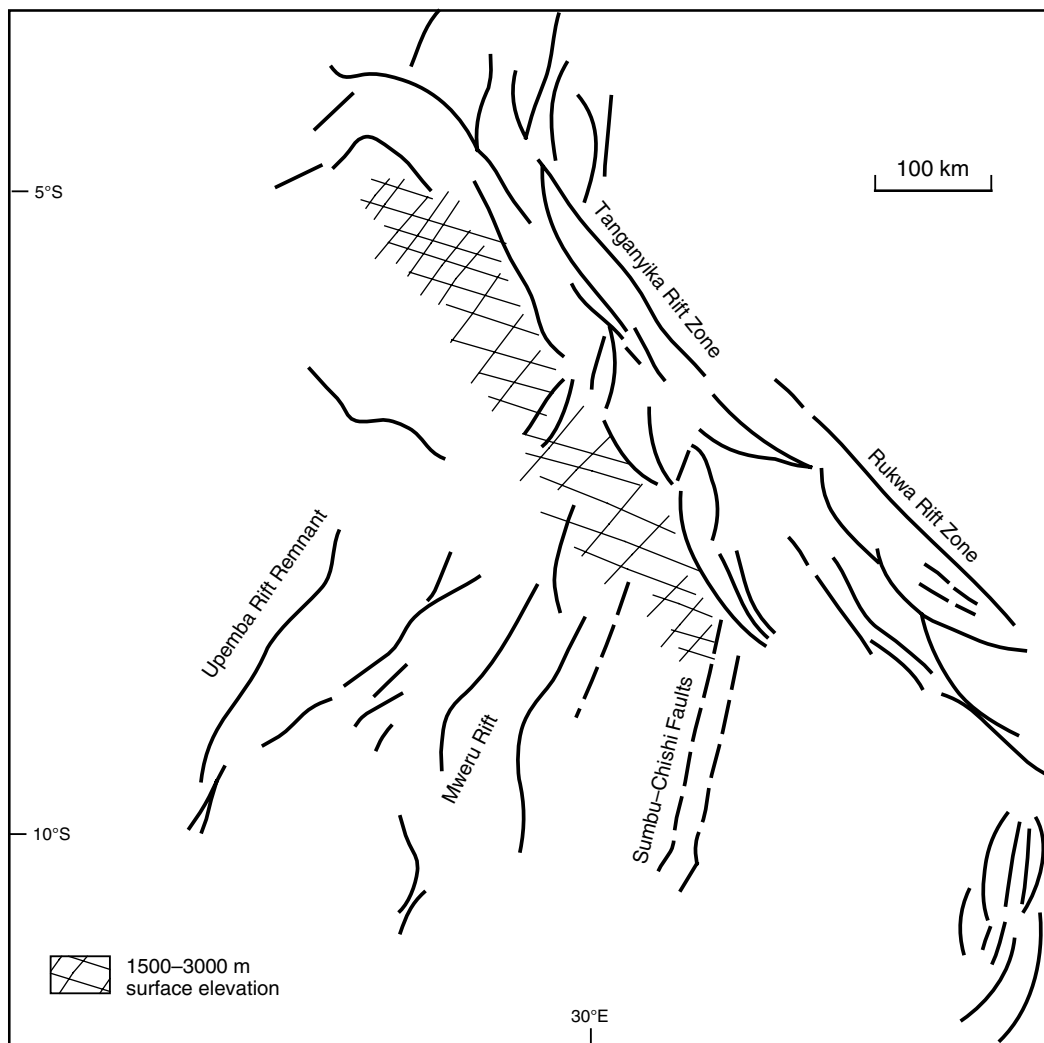 5°S
100 km
Tanganyika Rift Zone
Rukwa Rift Zone
Upemba Rift Remnant
Mweru Rift
Sumbu–Chishi Faults
10°S
1500–3000 m
surface elevation
30°E